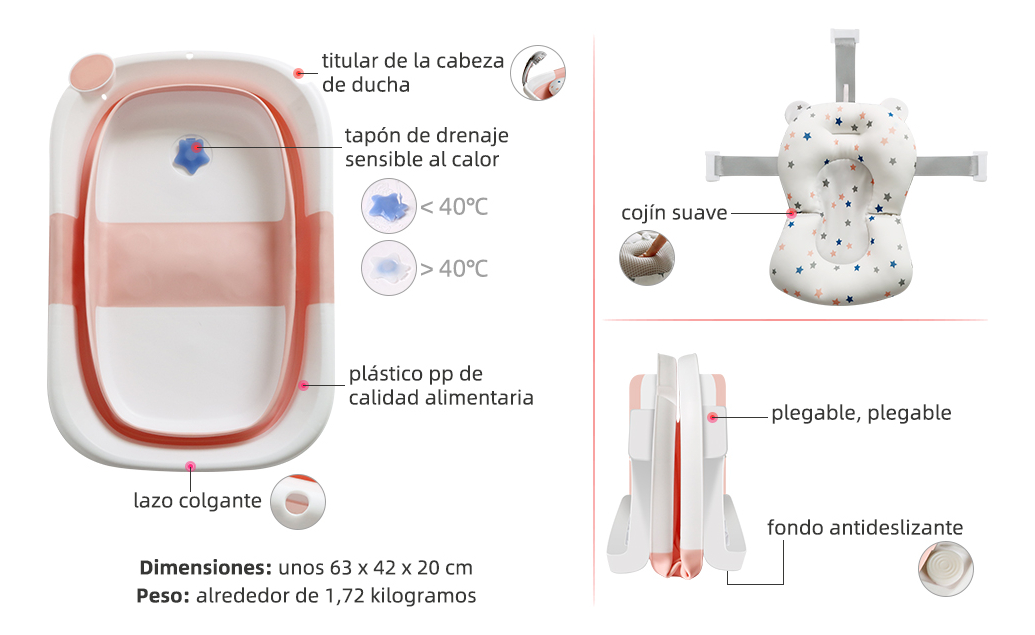 titular de la cabeza
de ducha
tapón de drenaje
sensible al calor
< 40℃
> 40℃
plástico pp de
calidad alimentaria
lazo colgante
Dimensiones: unos 63 x 42 x 20 cm
Peso: alrededor de 1,72 kilogramos
cojín suave
plegable, plegable
fondo antideslizante